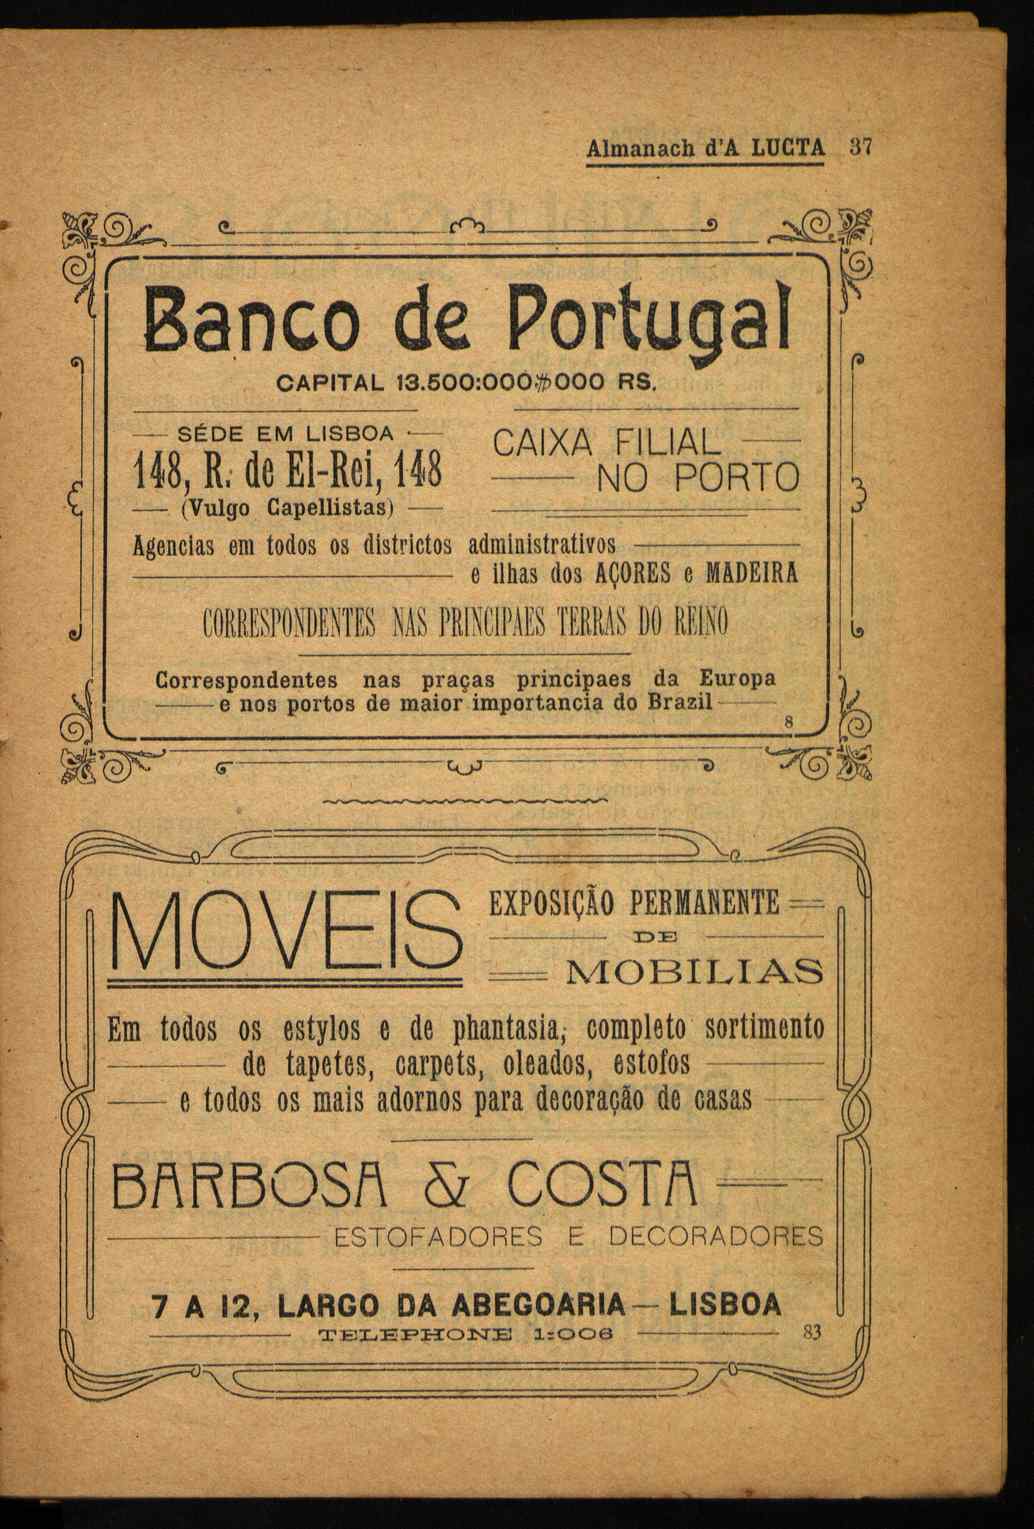 Almanach d'A LUCTA 37
Banco de Portugal
CAPITAL 13.500:000$000 RS.
SÉDE EM LISBOA
148, R. de El-Rei, 148
(Vulgo Capellistas)
CAIXA FILIAL
NO PORTO
Agencias em todos os districtos administrativos
e ilhas dos AÇORES e MADEIRA
CORRESPONDENTES NAS PRINCIPAES TERRAS DO REINO
Correspondentes nas praças principaes da Europa
e nos portos de maior importancia do Brazil
8
MOVEIS
EXPOSIÇÃO PERMANENTE
DE
MOBILIAS
Em todos os estylos e de phantasia, completo sortimento
de tapetes, carpets, oleados, estofos
e todos os mais adornos para decoração de casas
BARBOSA & COSTA
ESTOFADORES E DECORADORES
7 A 12, LARGO DA ABEGOARIA — LISBOA
TELEPHONE 1:006
83